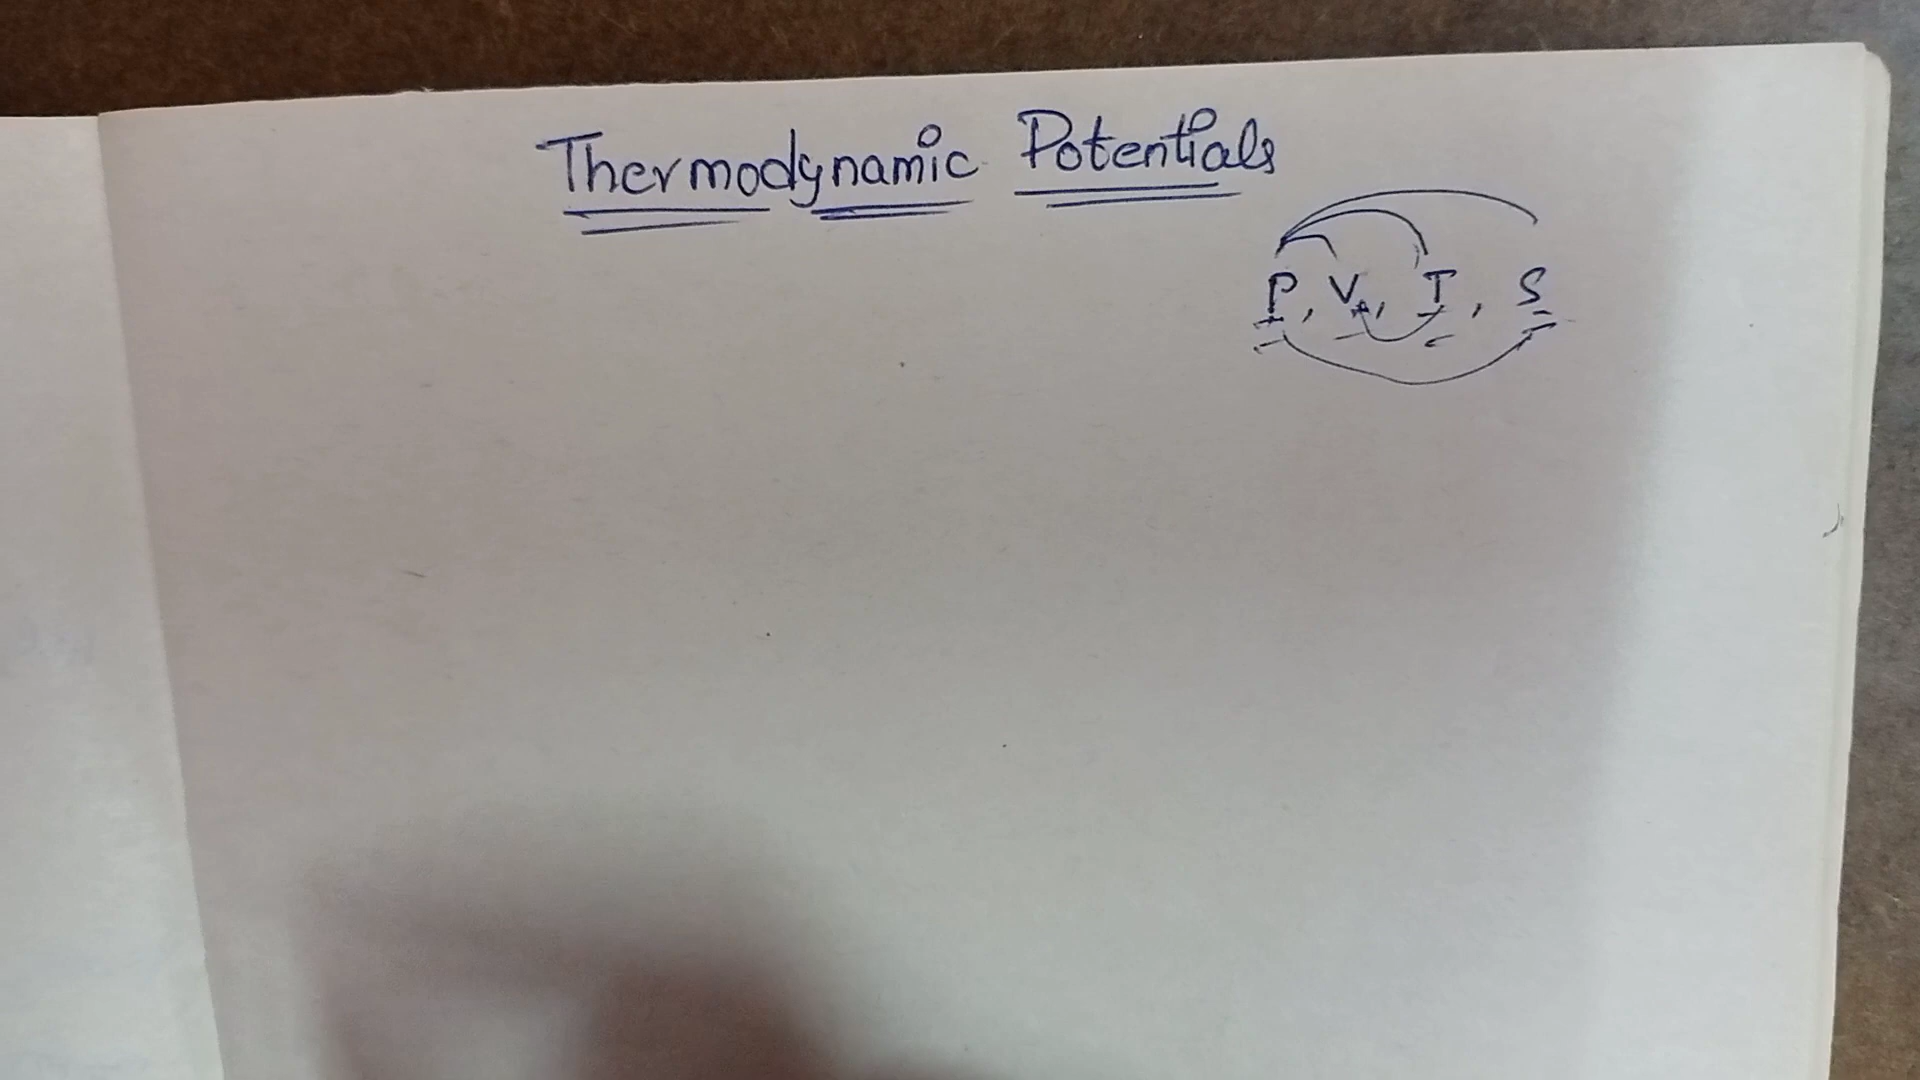 Thermodynamic Potentials
P, V, T, S